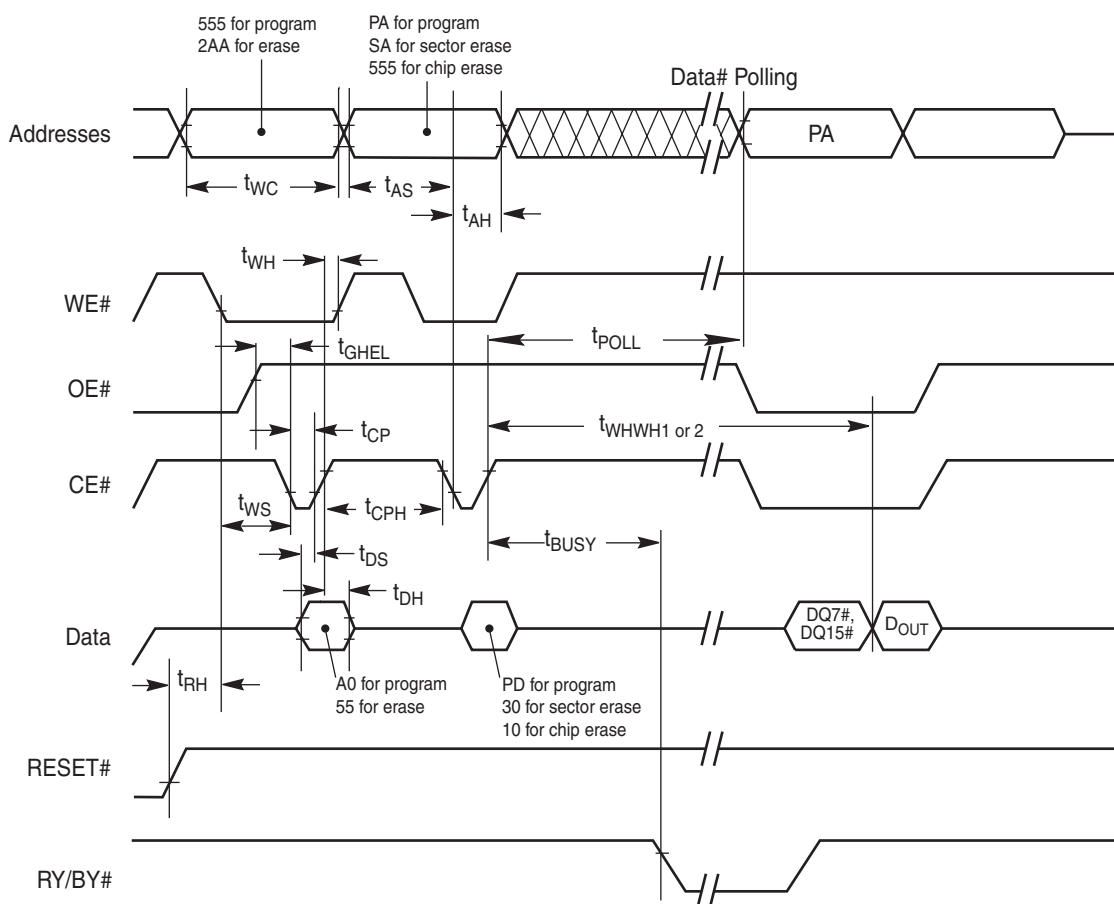 555 for program
2AA for erase
PA for program
SA for sector erase
555 for chip erase
Data# Polling
Addresses
PA
tWC
tAS
tAH
tWH
WE#
tPOLL
tGHEL
OE#
tWHWH1 or 2
tCP
CE#
tWS
tCPH
tBUSY
tDS
tDH
Data
DQ7#,
DQ15#
DOUT
tRH
A0 for program
55 for erase
PD for program
30 for sector erase
10 for chip erase
RESET#
RY/BY#